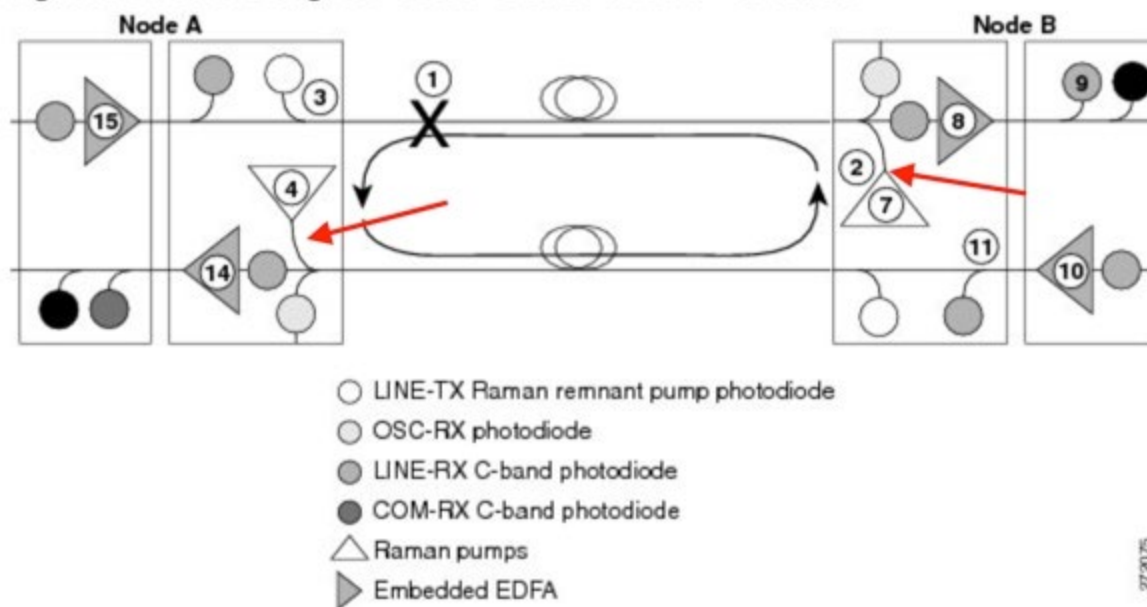 Node A
Node B
1
3
15
4
14
2
7
8
9
11
10
X
LINE-TX Raman remnant pump photodiode
OSC-RX photodiode
LINE-RX C-band photodiode
COM-RX C-band photodiode
Raman pumps
Embedded EDFA